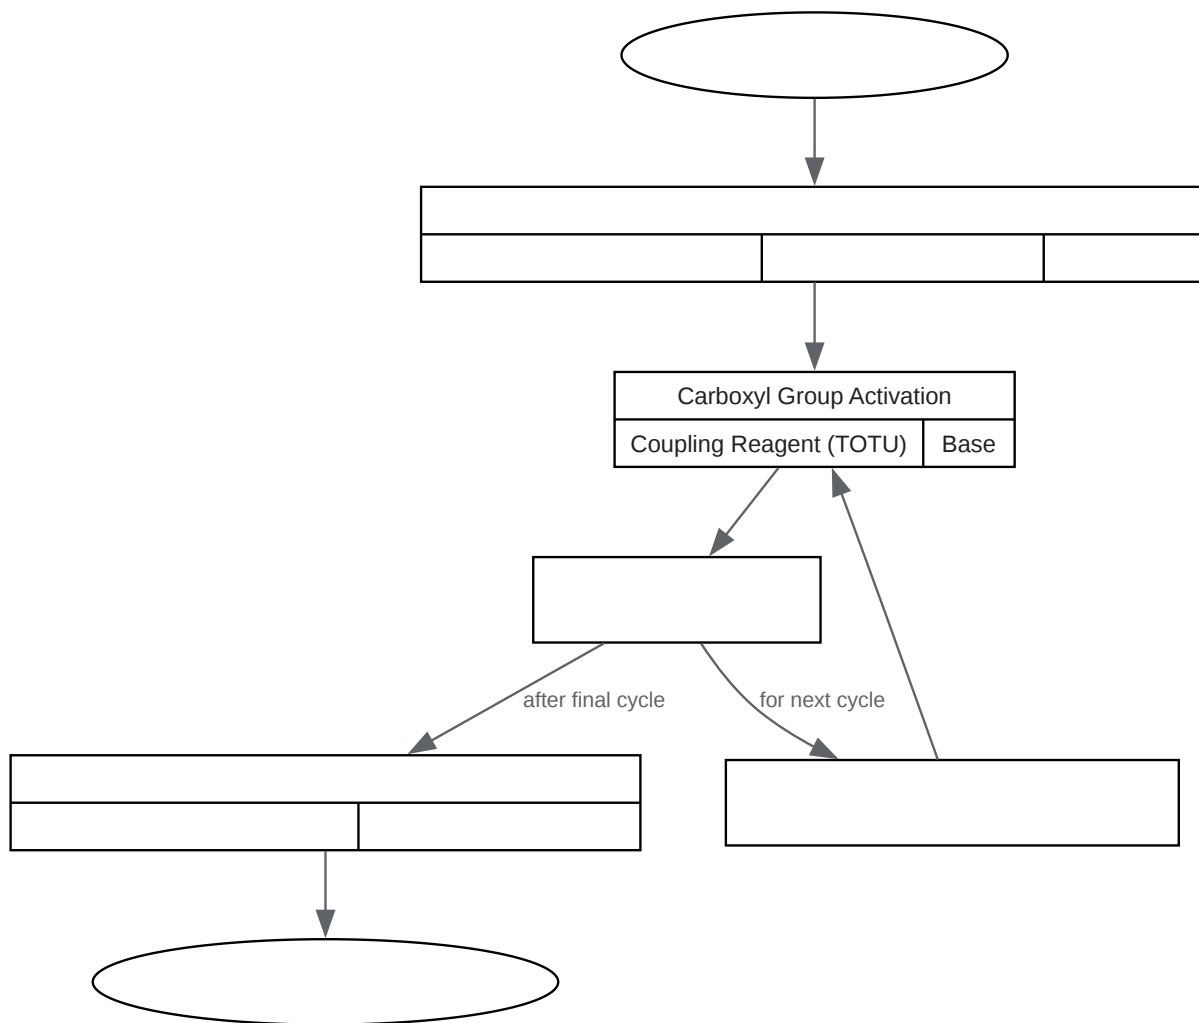 Carboxyl Group Activation
Coupling Reagent (TOTU) Base
after final cycle
for next cycle